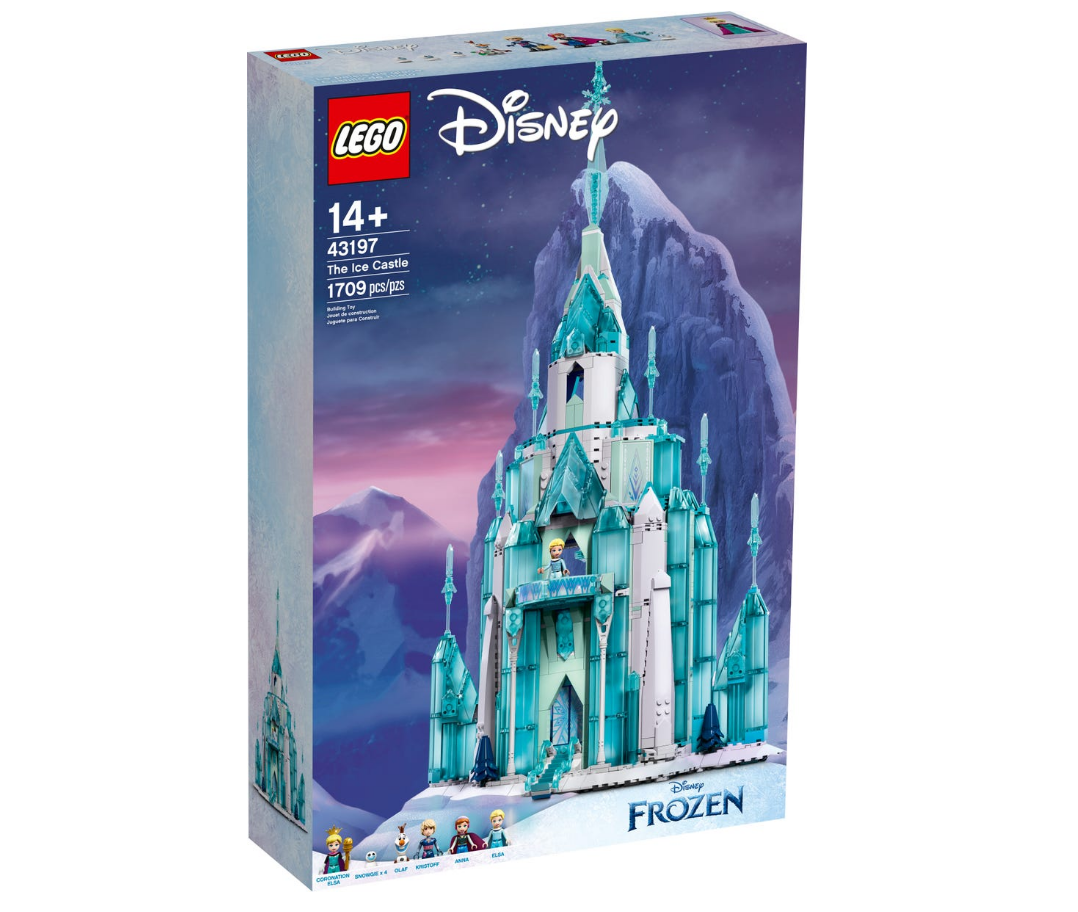 LEGO
LEGO
Disney
14+
43197
The Ice Castle
1709 pcs/pzs
Building Toy
Jouet de construction
Juguete para Construir
Disney
FROZEN
CORONATION
ELSA
SNOWGIE x 4
OLAF
KRISTOFF
ANNA
ELSA